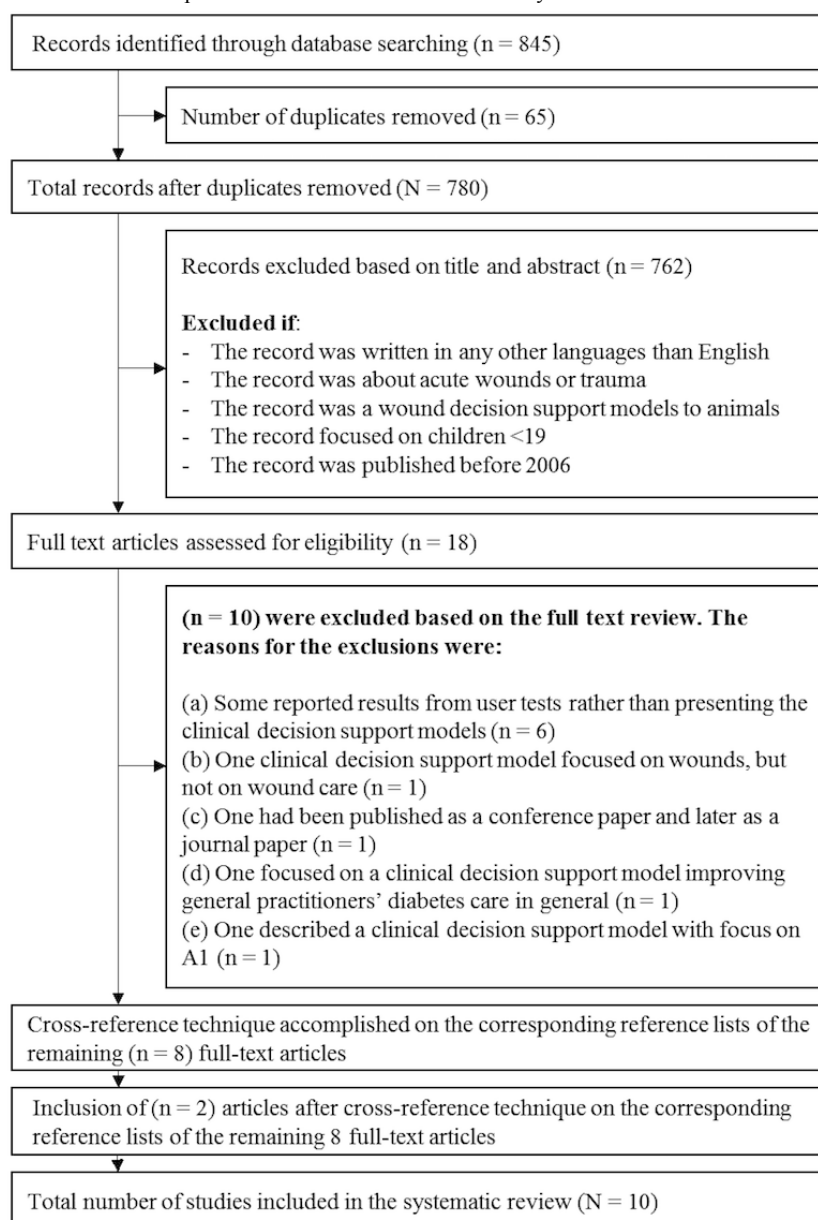 Records identified through database searching (n = 845)
Number of duplicates removed (n = 65)
Total records after duplicates removed (N = 780)
Records excluded based on title and abstract (n = 762)
Excluded if:
- The record was written in any other languages than English
- The record was about acute wounds or trauma
- The record was a wound decision support models to animals
- The record focused on children <19
- The record was published before 2006
Full text articles assessed for eligibility (n = 18)
(n = 10) were excluded based on the full text review. The
reasons for the exclusions were:
(a) Some reported results from user tests rather than presenting the
clinical decision support models (n = 6)
(b) One clinical decision support model focused on wounds, but
not on wound care (n = 1)
(c) One had been published as a conference paper and later as a
journal paper (n = 1)
(d) One focused on a clinical decision support model improving
general practitioners’ diabetes care in general (n = 1)
(e) One described a clinical decision support model with focus on
A1 (n = 1)
Cross-reference technique accomplished on the corresponding reference lists of the
remaining (n = 8) full-text articles
Inclusion of (n = 2) articles after cross-reference technique on the corresponding
reference lists of the remaining 8 full-text articles
Total number of studies included in the systematic review (N = 10)